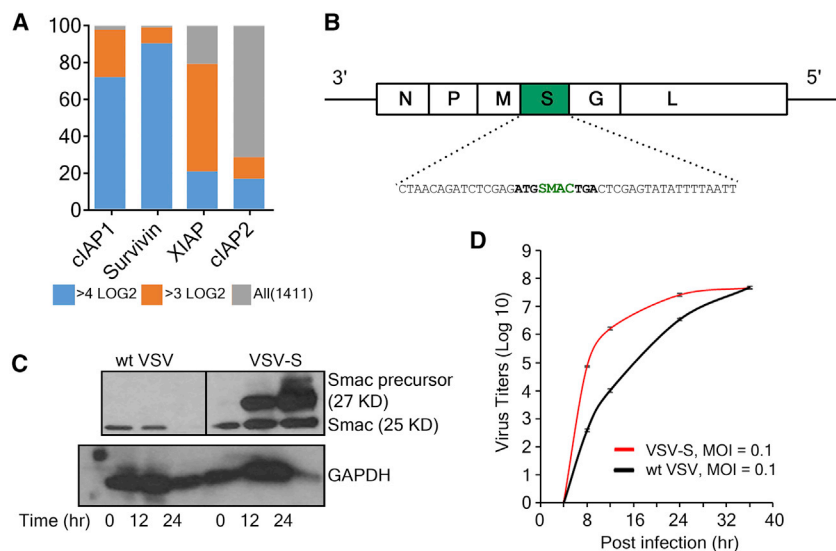 A
100
80
60
40
20
0
cIAP1
Survivin
XIAP
cIAP2
>4 LOG2
>3 LOG2
All(1411)
B
3'
5'
N P M S G L
CTAACAGATCTCGAGATGSMACTGACTCGAGTATATTTTAATT
C
wt VSV
VSV-S
Smac precursor
(27 KD)
Smac (25 KD)
GAPDH
Time (hr) 0 12 24 0 12 24
D
Virus Titers (Log 10)
9
8
7
6
5
4
3
2
1
0
VSV-S, MOI = 0.1
wt VSV, MOI = 0.1
0 8 16 24 32 40
Post infection (hr)